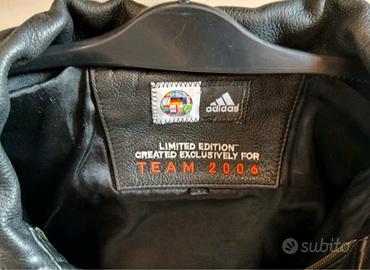 adidas
LIMITED EDITION™
CREATED EXCLUSIVELY FOR
TEAM 2006
subito